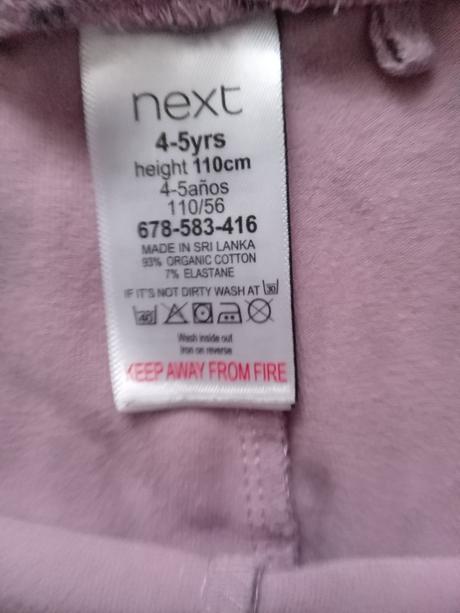 next
4-5yrs
height 110cm
4-5años
110/56
678-583-416
MADE IN SRI LANKA
93% ORGANIC COTTON
7% ELASTANE
IF IT'S NOT DIRTY WASH AT 30
40
Wash inside out
Iron on reverse
KEEP AWAY FROM FIRE